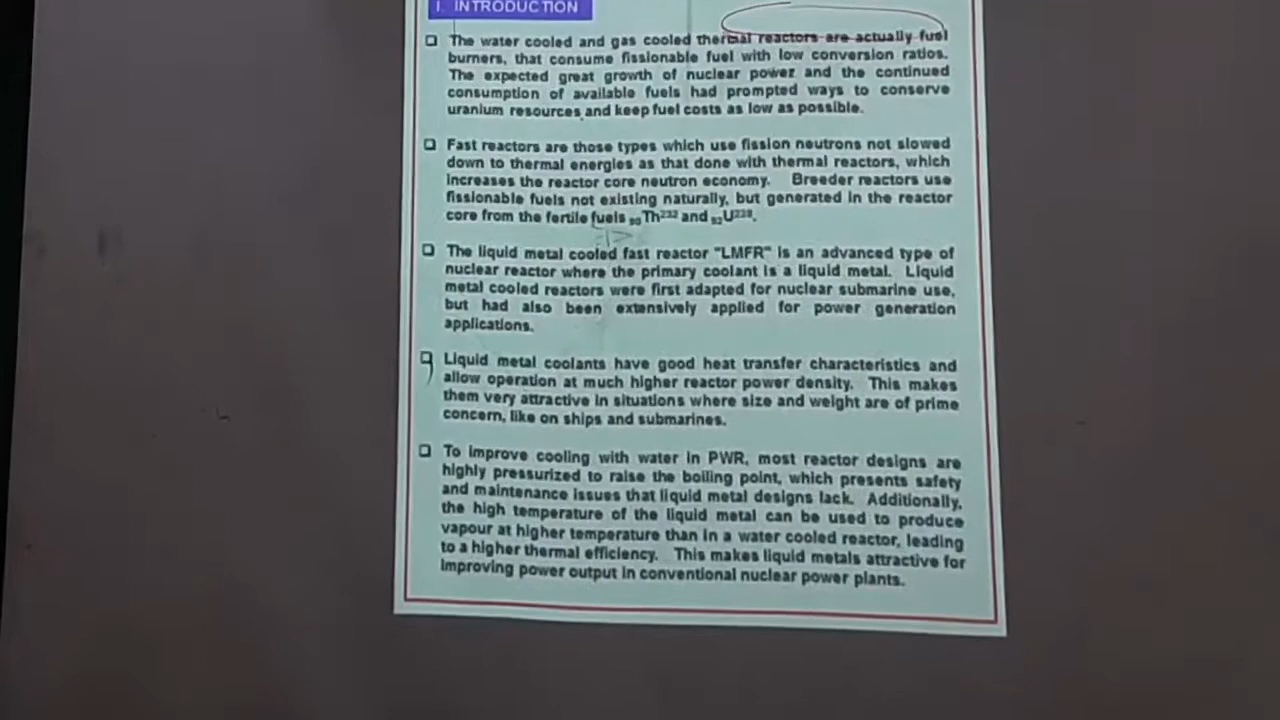 I. INTRODUCTION
❑ The water cooled and gas cooled thermal reactors are actually fuel
burners, that consume fissionable fuel with low conversion ratios.
The expected great growth of nuclear power and the continued
consumption of available fuels had prompted ways to conserve
uranium resources and keep fuel costs as low as possible.
❑ Fast reactors are those types which use fission neutrons not slowed
down to thermal energies as that done with thermal reactors, which
increases the reactor core neutron economy. Breeder reactors use
fissionable fuels not existing naturally, but generated in the reactor
core from the fertile fuels ₉₀Th²³² and ₉₂U²³⁸.
❑ The liquid metal cooled fast reactor "LMFR" is an advanced type of
nuclear reactor where the primary coolant is a liquid metal. Liquid
metal cooled reactors were first adapted for nuclear submarine use,
but had also been extensively applied for power generation
applications.
❑ Liquid metal coolants have good heat transfer characteristics and
allow operation at much higher reactor power density. This makes
them very attractive in situations where size and weight are of prime
concern, like on ships and submarines.
❑ To improve cooling with water in PWR, most reactor designs are
highly pressurized to raise the boiling point, which presents safety
and maintenance issues that liquid metal designs lack. Additionally,
the high temperature of the liquid metal can be used to produce
vapour at higher temperature than in a water cooled reactor, leading
to a higher thermal efficiency. This makes liquid metals attractive for
improving power output in conventional nuclear power plants.